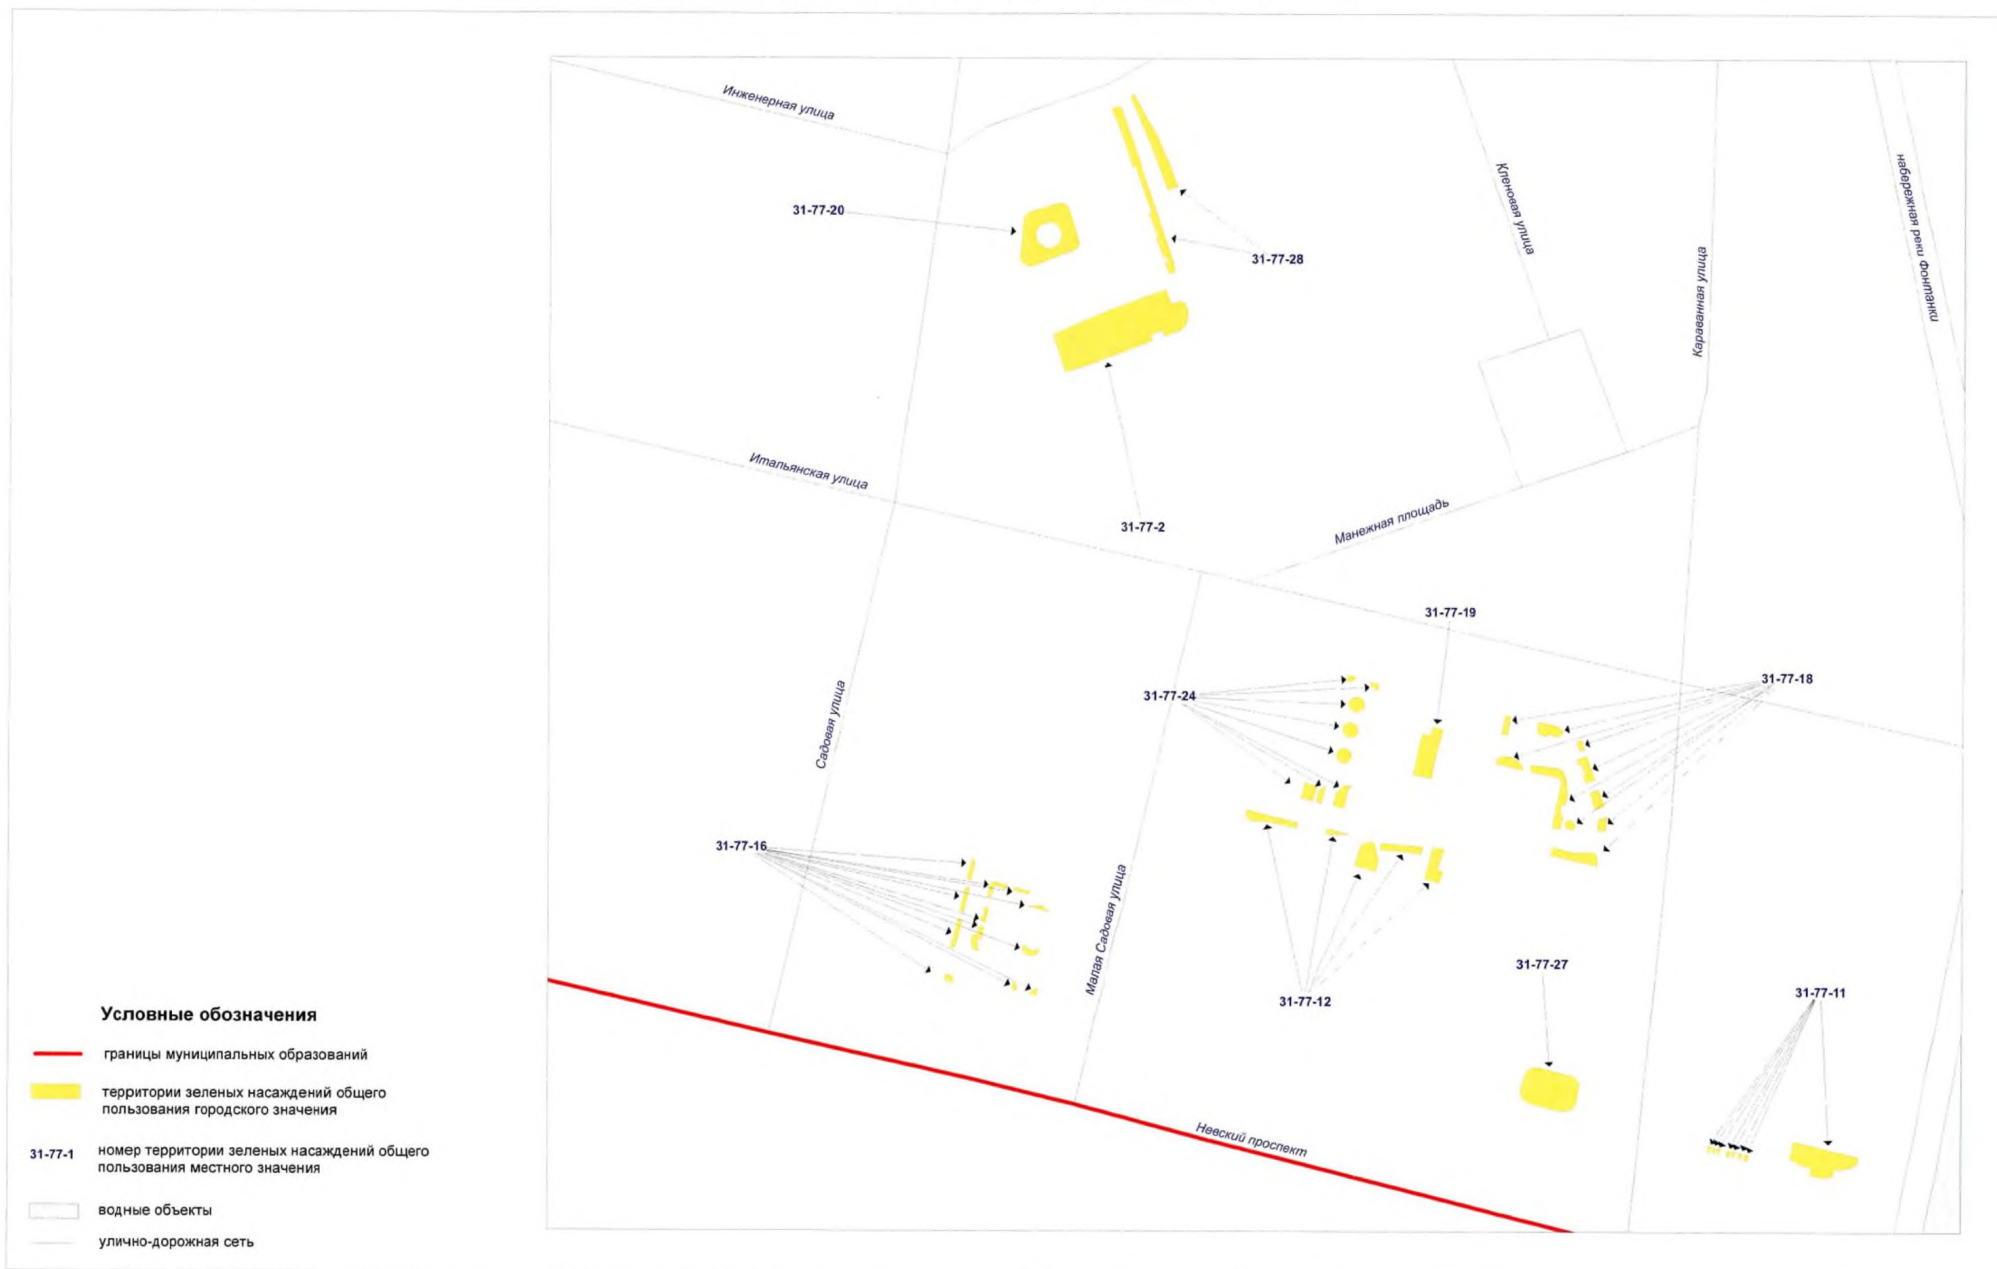 Инженерная улица
Кленовая улица
набережная реки Фонтанки
31-77-20
31-77-28
Караванная улица
Итальянская улица
31-77-2
Манежная площадь
31-77-19
31-77-18
31-77-24
Садовая улица
31-77-16
Малая Садовая улица
31-77-27
31-77-12
31-77-11
Невский проспект
Условные обозначения
границы муниципальных образований
территории зеленых насаждений общего
пользования городского значения
31-77-1
номер территории зеленых насаждений общего
пользования местного значения
водные объекты
улично-дорожная сеть